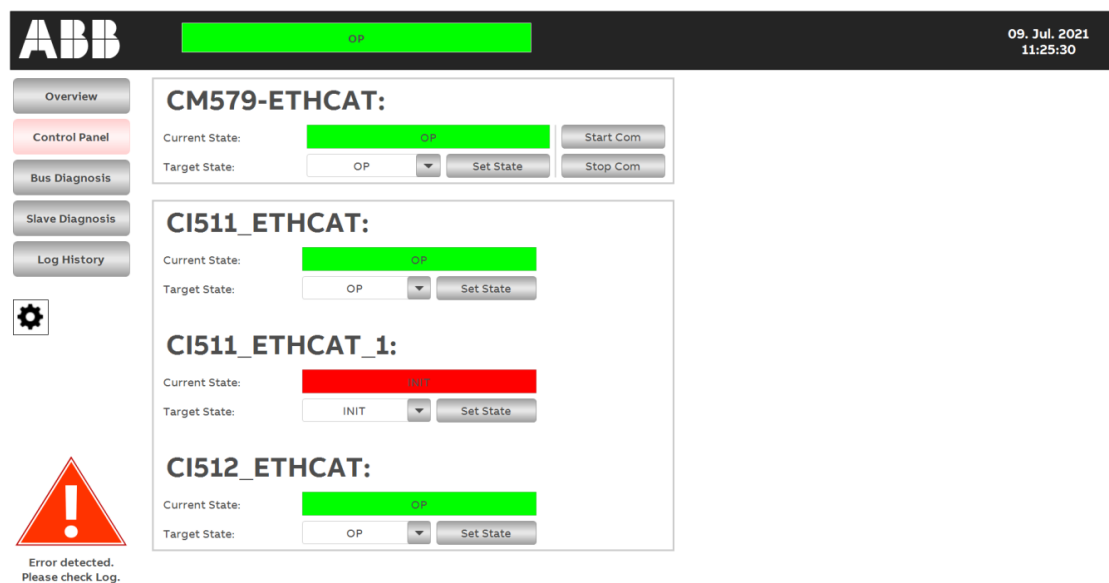 ABB
OP
09. Jul. 2021
11:25:30
Overview
Control Panel
Bus Diagnosis
Slave Diagnosis
Log History
CM579-ETHCAT:
Current State:
OP
Start Com
Target State:
OP
Set State
Stop Com
CI511_ETHCAT:
Current State:
OP
Target State:
OP
Set State
CI511_ETHCAT_1:
Current State:
INIT
Target State:
INIT
Set State
CI512_ETHCAT:
Current State:
OP
Target State:
OP
Set State
!
Error detected.
Please check Log.